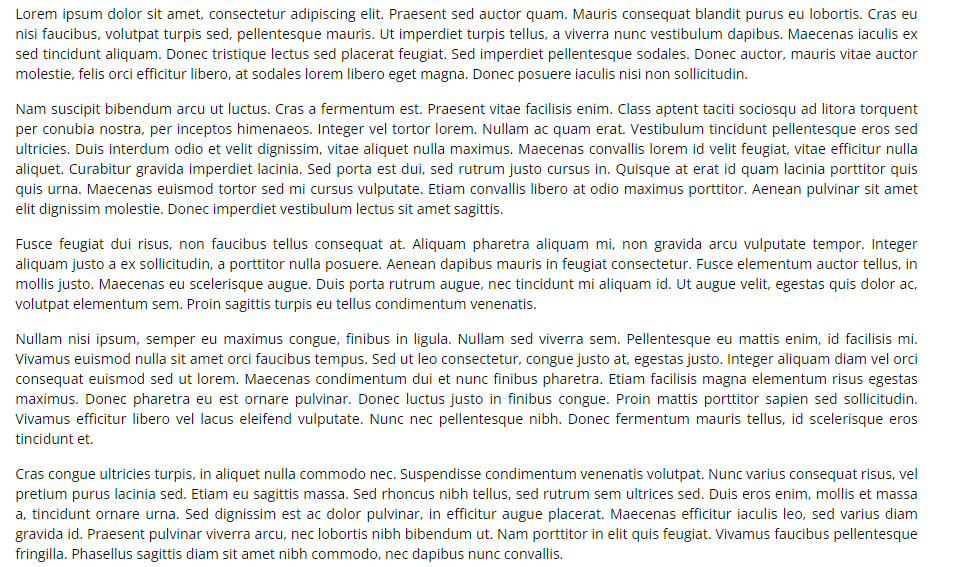 Lorem ipsum dolor sit amet, consectetur adipiscing elit. Praesent sed auctor quam. Mauris consequat blandit purus eu lobortis. Cras eu
nisi faucibus, volutpat turpis sed, pellentesque mauris. Ut imperdiet turpis tellus, a viverra nunc vestibulum dapibus. Maecenas iaculis ex
sed tincidunt aliquam. Donec tristique lectus sed placerat feugiat. Sed imperdiet pellentesque sodales. Donec auctor, mauris vitae auctor
molestie, felis orci efficitur libero, at sodales lorem libero eget magna. Donec posuere iaculis nisi non sollicitudin.
Nam suscipit bibendum arcu ut luctus. Cras a fermentum est. Praesent vitae facilisis enim. Class aptent taciti sociosqu ad litora torquent
per conubia nostra, per inceptos himenaeos. Integer vel tortor lorem. Nullam ac quam erat. Vestibulum tincidunt pellentesque eros sed
ultricies. Duis interdum odio et velit dignissim, vitae aliquet nulla maximus. Maecenas convallis lorem id velit feugiat, vitae efficitur nulla
aliquet. Curabitur gravida imperdiet lacinia. Sed porta est dui, sed rutrum justo cursus in. Quisque at erat id quam lacinia porttitor quis
quis urna. Maecenas euismod tortor sed mi cursus vulputate. Etiam convallis libero at odio maximus porttitor. Aenean pulvinar sit amet
elit dignissim molestie. Donec imperdiet vestibulum lectus sit amet sagittis.
Fusce feugiat dui risus, non faucibus tellus consequat at. Aliquam pharetra aliquam mi, non gravida arcu vulputate tempor. Integer
aliquam justo a ex sollicitudin, a porttitor nulla posuere. Aenean dapibus mauris in feugiat consectetur. Fusce elementum auctor tellus, in
mollis justo. Maecenas eu scelerisque augue. Duis porta rutrum augue, nec tincidunt mi aliquam id. Ut augue velit, egestas quis dolor ac,
volutpat elementum sem. Proin sagittis turpis eu tellus condimentum venenatis.
Nullam nisi ipsum, semper eu maximus congue, finibus in ligula. Nullam sed viverra sem. Pellentesque eu mattis enim, id facilisis mi.
Vivamus euismod nulla sit amet orci faucibus tempus. Sed ut leo consectetur, congue justo at, egestas justo. Integer aliquam diam vel orci
consequat euismod sed ut lorem. Maecenas condimentum dui et nunc finibus pharetra. Etiam facilisis magna elementum risus egestas
maximus. Donec pharetra eu est ornare pulvinar. Donec luctus justo in finibus congue. Proin mattis porttitor sapien sed sollicitudin.
Vivamus efficitur libero vel lacus eleifend vulputate. Nunc nec pellentesque nibh. Donec fermentum mauris tellus, id scelerisque eros
tincidunt et.
Cras congue ultricies turpis, in aliquet nulla commodo nec. Suspendisse condimentum venenatis volutpat. Nunc varius consequat risus, vel
pretium purus lacinia sed. Etiam eu sagittis massa. Sed rhoncus nibh tellus, sed rutrum sem ultrices sed. Duis eros enim, mollis et massa
a, tincidunt ornare urna. Sed dignissim est ac dolor pulvinar, in efficitur augue placerat. Maecenas efficitur iaculis leo, sed varius diam
gravida id. Praesent pulvinar viverra arcu, nec lobortis nibh bibendum ut. Nam porttitor in elit quis feugiat. Vivamus faucibus pellentesque
fringilla. Phasellus sagittis diam sit amet nibh commodo, nec dapibus nunc convallis.